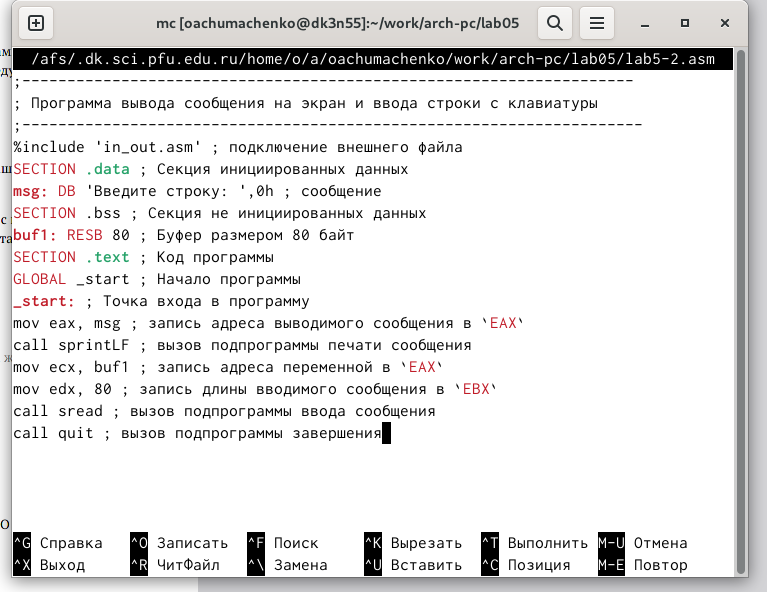 mc [oachumachenko@dk3n55]:~/work/arch-pc/lab05
/afs/.dk.sci.pfu.edu.ru/home/o/a/oachumachenko/work/arch-pc/lab05/lab5-2.asm
;--------------------------------------------------------------------
; Программа вывода сообщения на экран и ввода строки с клавиатуры
;---------------------------------------------------------------------
%include 'in_out.asm' ; подключение внешнего файла
SECTION .data ; Секция инициированных данных
msg: DB 'Введите строку: ',0h ; сообщение
SECTION .bss ; Секция не инициированных данных
buf1: RESB 80 ; Буфер размером 80 байт
SECTION .text ; Код программы
GLOBAL _start ; Начало программы
_start: ; Точка входа в программу
mov eax, msg ; запись адреса выводимого сообщения в `EAX`
call sprintLF ; вызов подпрограммы печати сообщения
mov ecx, buf1 ; запись адреса переменной в `EAX`
mov edx, 80 ; запись длины вводимого сообщения в `EBX`
call sread ; вызов подпрограммы ввода сообщения
call quit ; вызов подпрограммы завершения
^G Справка ^O Записать ^F Поиск ^K Вырезать ^T Выполнить M-U Отмена
^X Выход ^R ЧитФайл ^\ Замена ^U Вставить ^C Позиция M-E Повтор